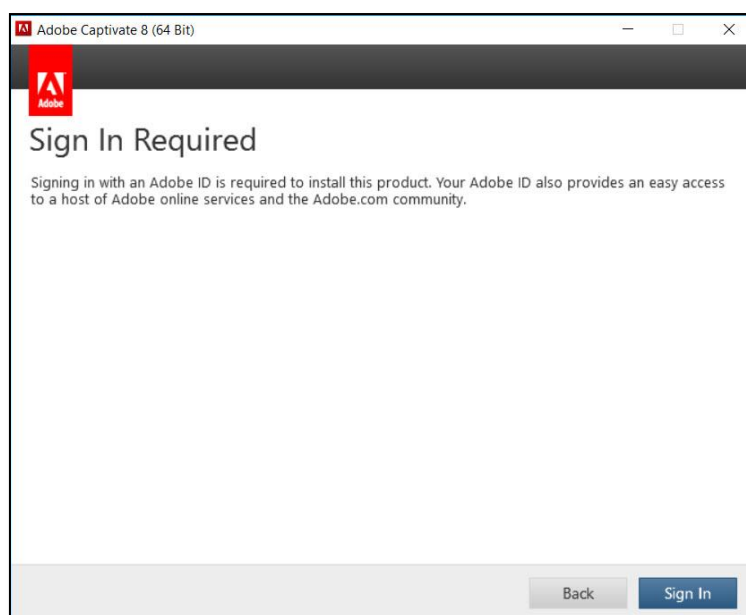 Adobe Captivate 8 (64 Bit)
Adobe
Sign In Required
Signing in with an Adobe ID is required to install this product. Your Adobe ID also provides an easy access
to a host of Adobe online services and the Adobe.com community.
Back Sign In